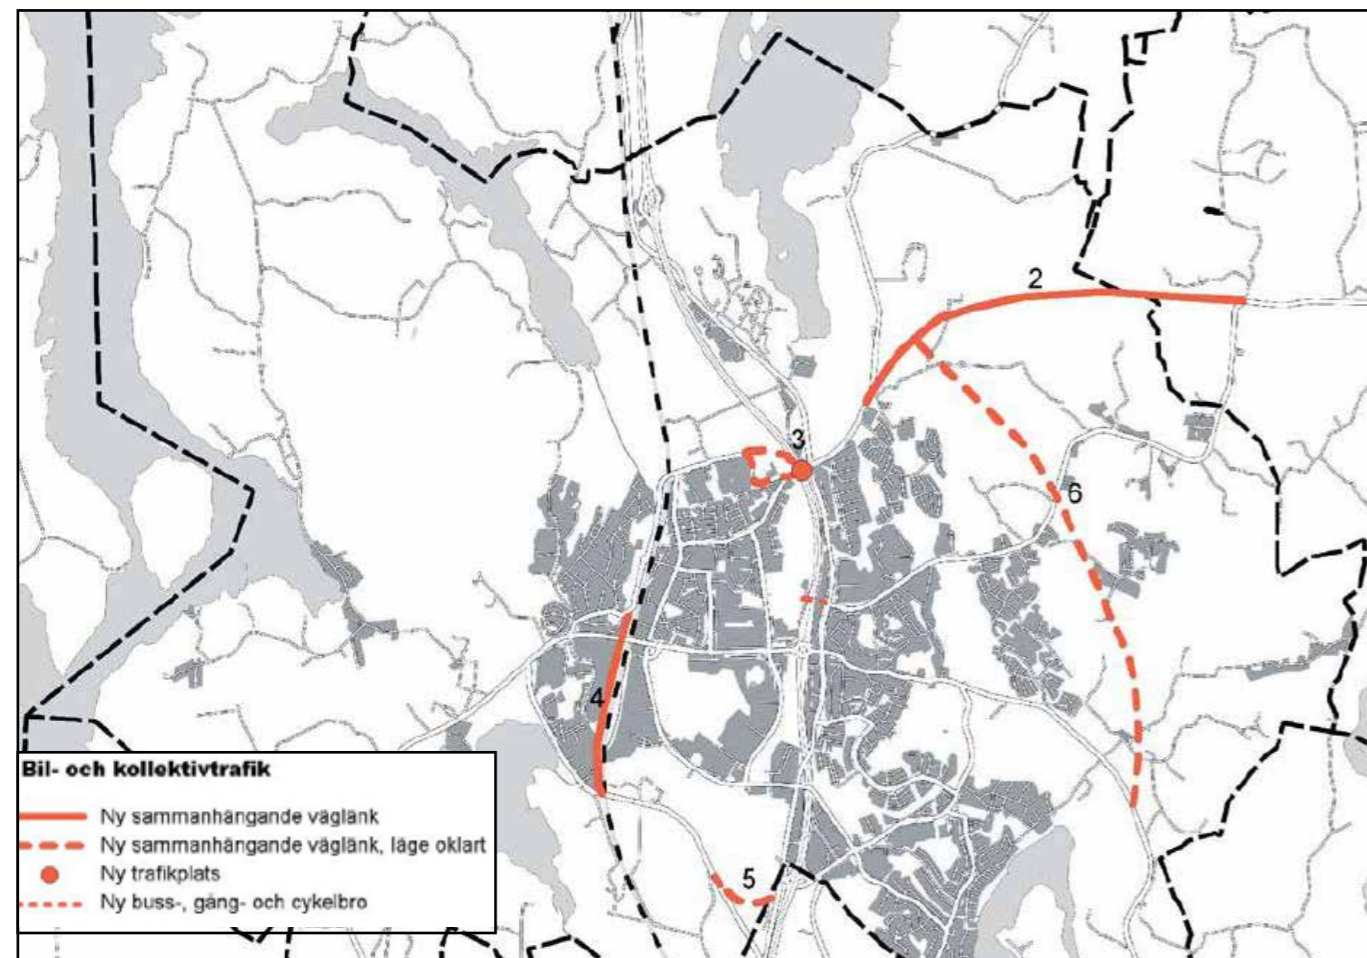 2
3
6
4
5
Bil- och kollektivtrafik
Ny sammanhängande väglänk
Ny sammanhängande väglänk, läge oklart
Ny trafikplats
Ny buss-, gång- och cykelbro